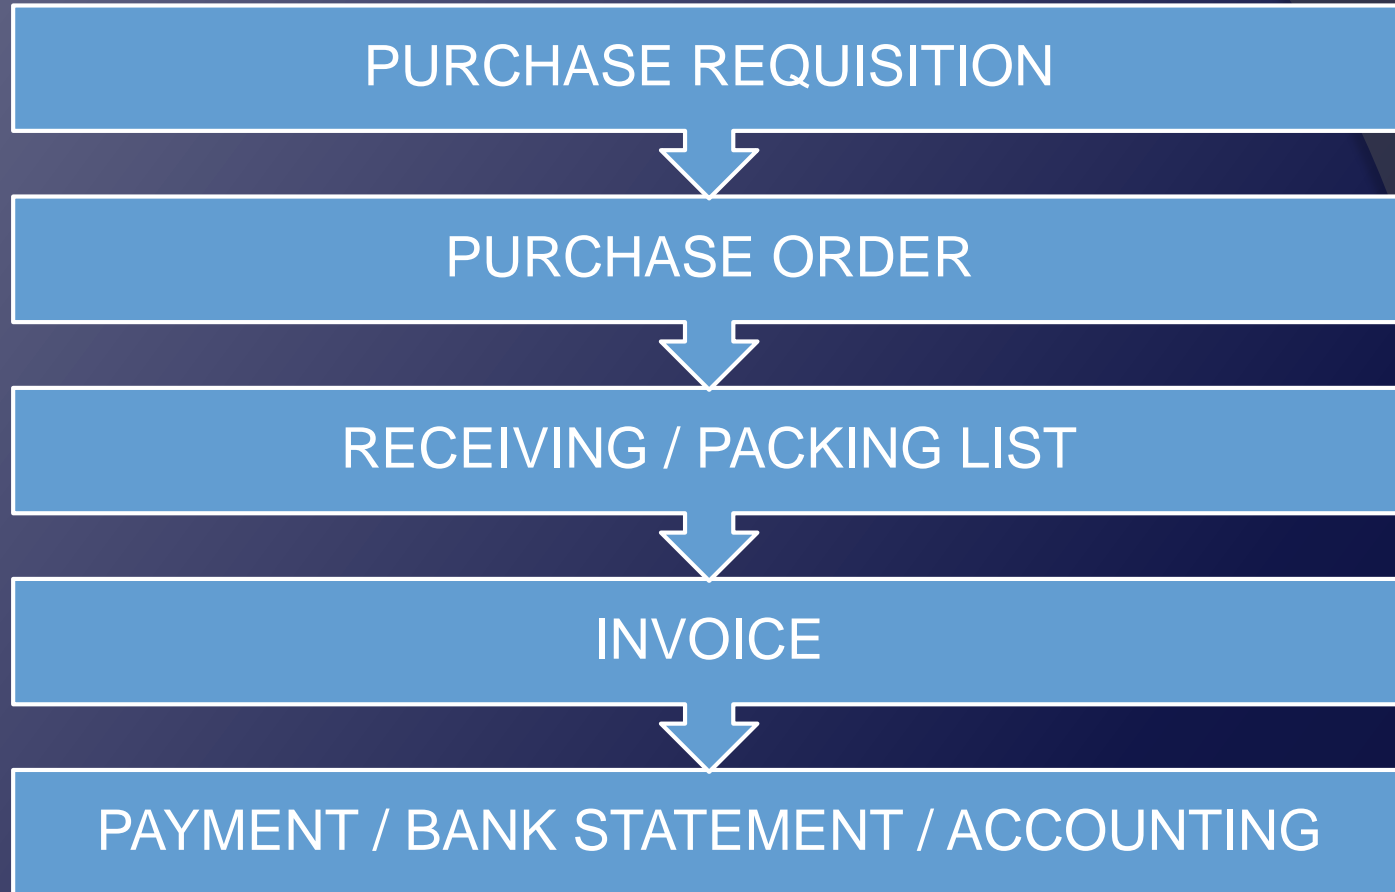 PURCHASE REQUISITION
PURCHASE ORDER
RECEIVING / PACKING LIST
INVOICE
PAYMENT / BANK STATEMENT / ACCOUNTING